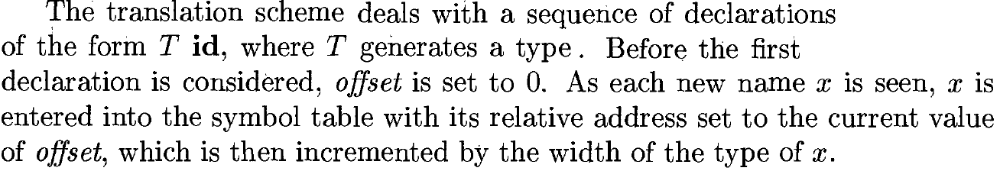 The translation scheme deals with a sequence of declarations
of the form T id, where T generates a type. Before the first
declaration is considered, offset is set to 0. As each new name x is seen, x is
entered into the symbol table with its relative address set to the current value
of offset, which is then incremented by the width of the type of x.